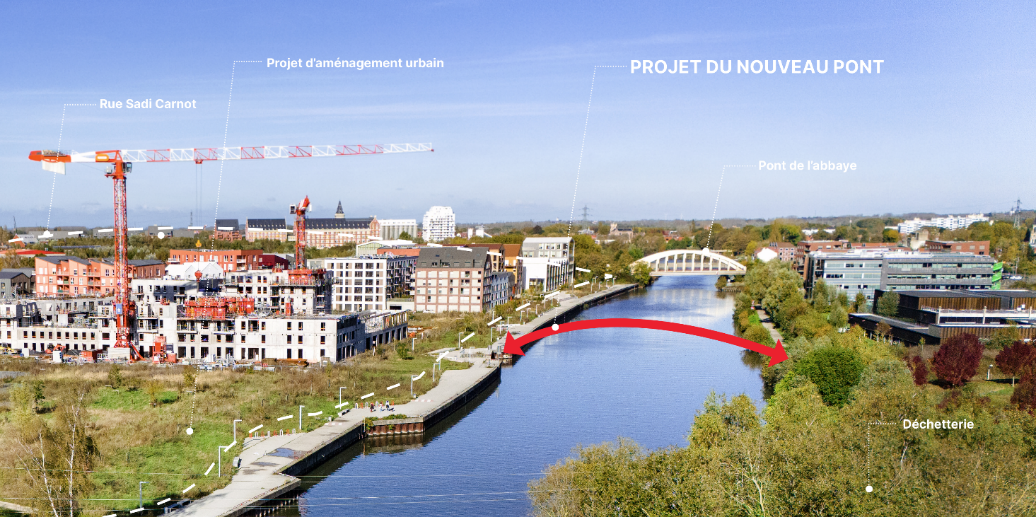 Projet d'aménagement urbain
PROJET DU NOUVEAU PONT
Rue Sadi Carnot
Pont de l'abbaye
Déchetterie